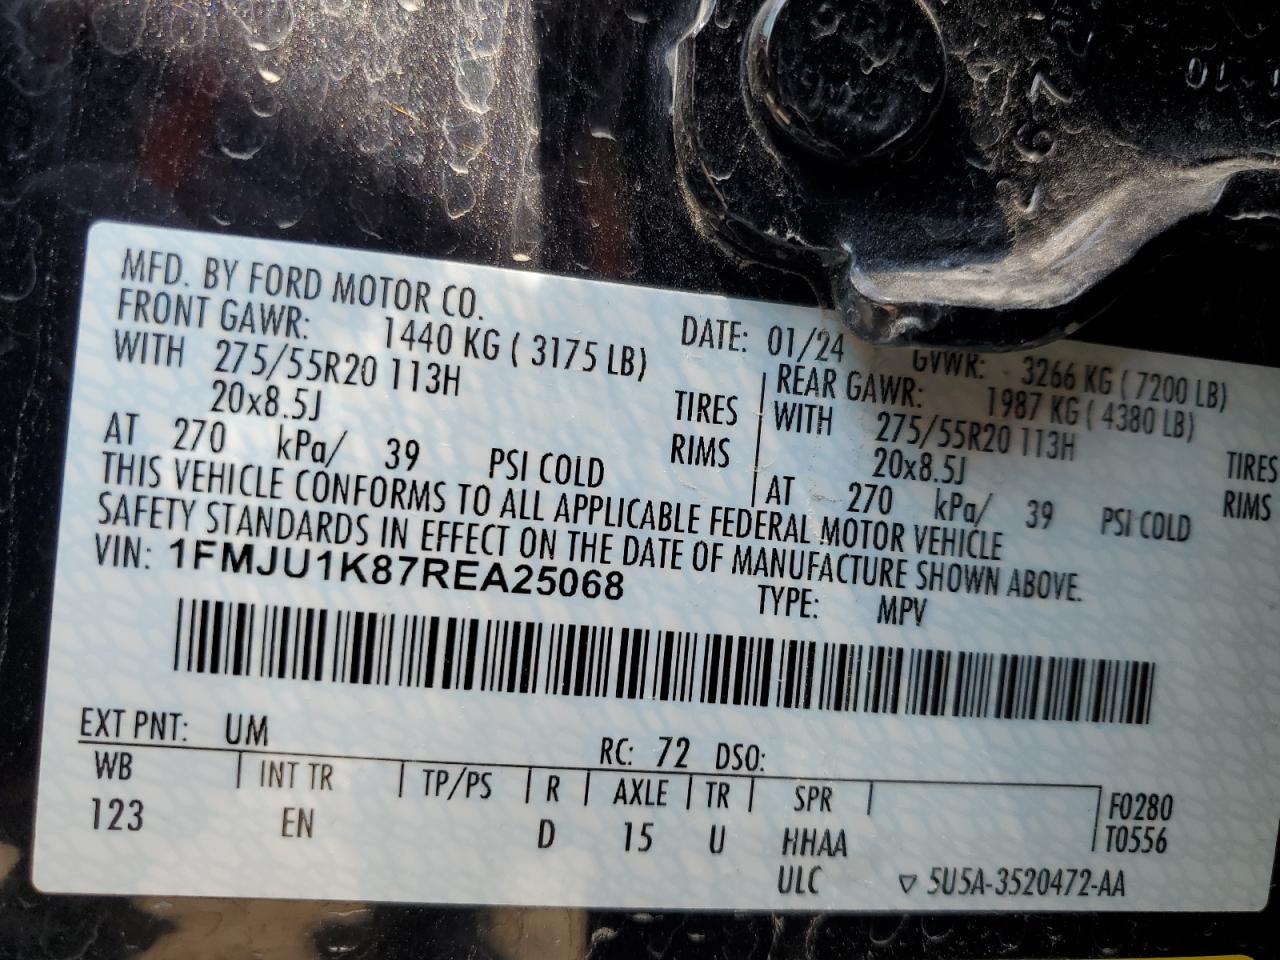 MFD. BY FORD MOTOR CO.
DATE: 01/24 GVWR: 3266 KG ( 7200 LB)
FRONT GAWR: 1440 KG ( 3175 LB) REAR GAWR: 1987 KG ( 4380 LB)
WITH 275/55R20 113H TIRES WITH 275/55R20 113H TIRES
20x8.5J RIMS 20x8.5J RIMS
AT 270 kPa/ 39 PSI COLD AT 270 kPa/ 39 PSI COLD
THIS VEHICLE CONFORMS TO ALL APPLICABLE FEDERAL MOTOR VEHICLE
SAFETY STANDARDS IN EFFECT ON THE DATE OF MANUFACTURE SHOWN ABOVE.
VIN: 1FMJU1K87REA25068 TYPE: MPV
EXT PNT: UM RC: 72 DSO:
WB INT TR TP/PS R AXLE TR SPR F0280
123 EN D 15 U HHAA T0556
ULC ▽ 5U5A-3520472-AA